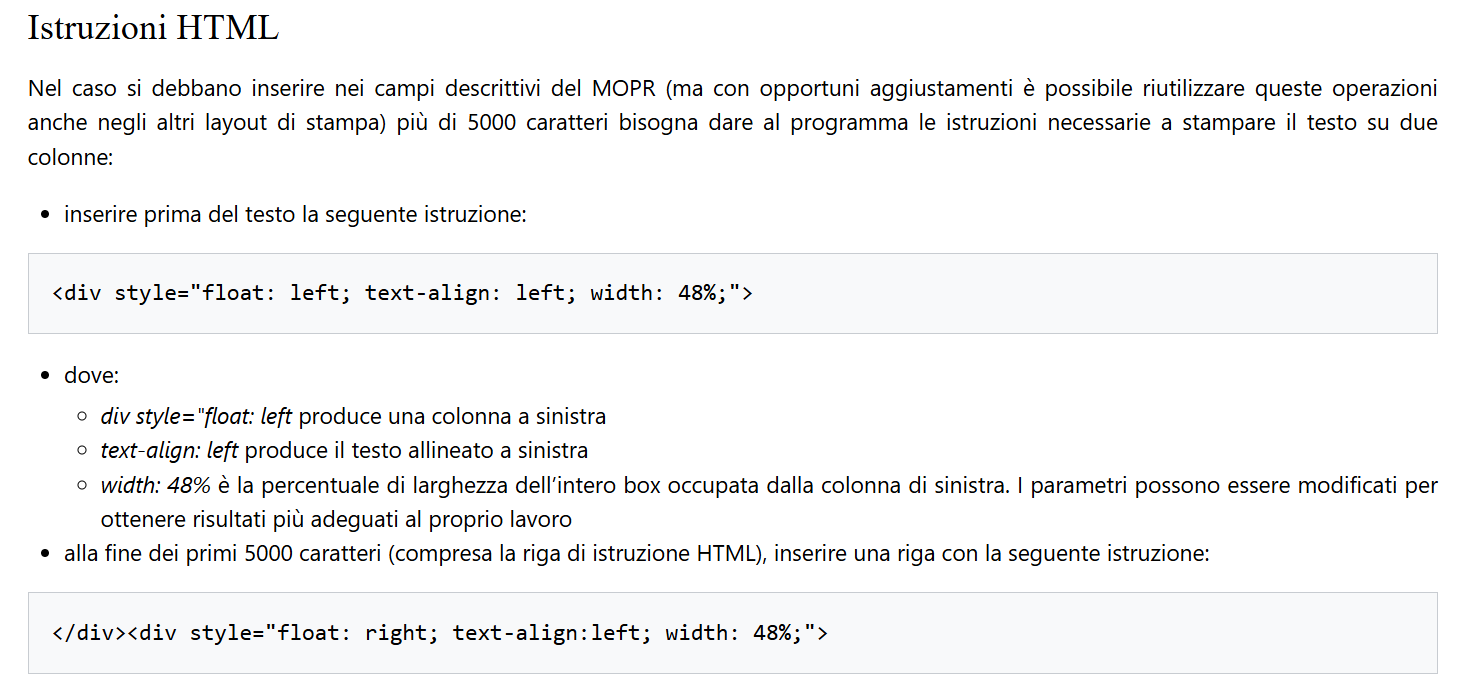 Istruzioni HTML
Nel caso si debbano inserire nei campi descrittivi del MOPR (ma con opportuni aggiustamenti è possibile riutilizzare queste operazioni
anche negli altri layout di stampa) più di 5000 caratteri bisogna dare al programma le istruzioni necessarie a stampare il testo su due
colonne:
• inserire prima del testo la seguente istruzione:
<div style="float: left; text-align: left; width: 48%;">
• dove:
◦ div style="float: left produce una colonna a sinistra
◦ text-align: left produce il testo allineato a sinistra
◦ width: 48% è la percentuale di larghezza dell'intero box occupata dalla colonna di sinistra. I parametri possono essere modificati per
ottenere risultati più adeguati al proprio lavoro
• alla fine dei primi 5000 caratteri (compresa la riga di istruzione HTML), inserire una riga con la seguente istruzione:
</div><div style="float: right; text-align:left; width: 48%;">